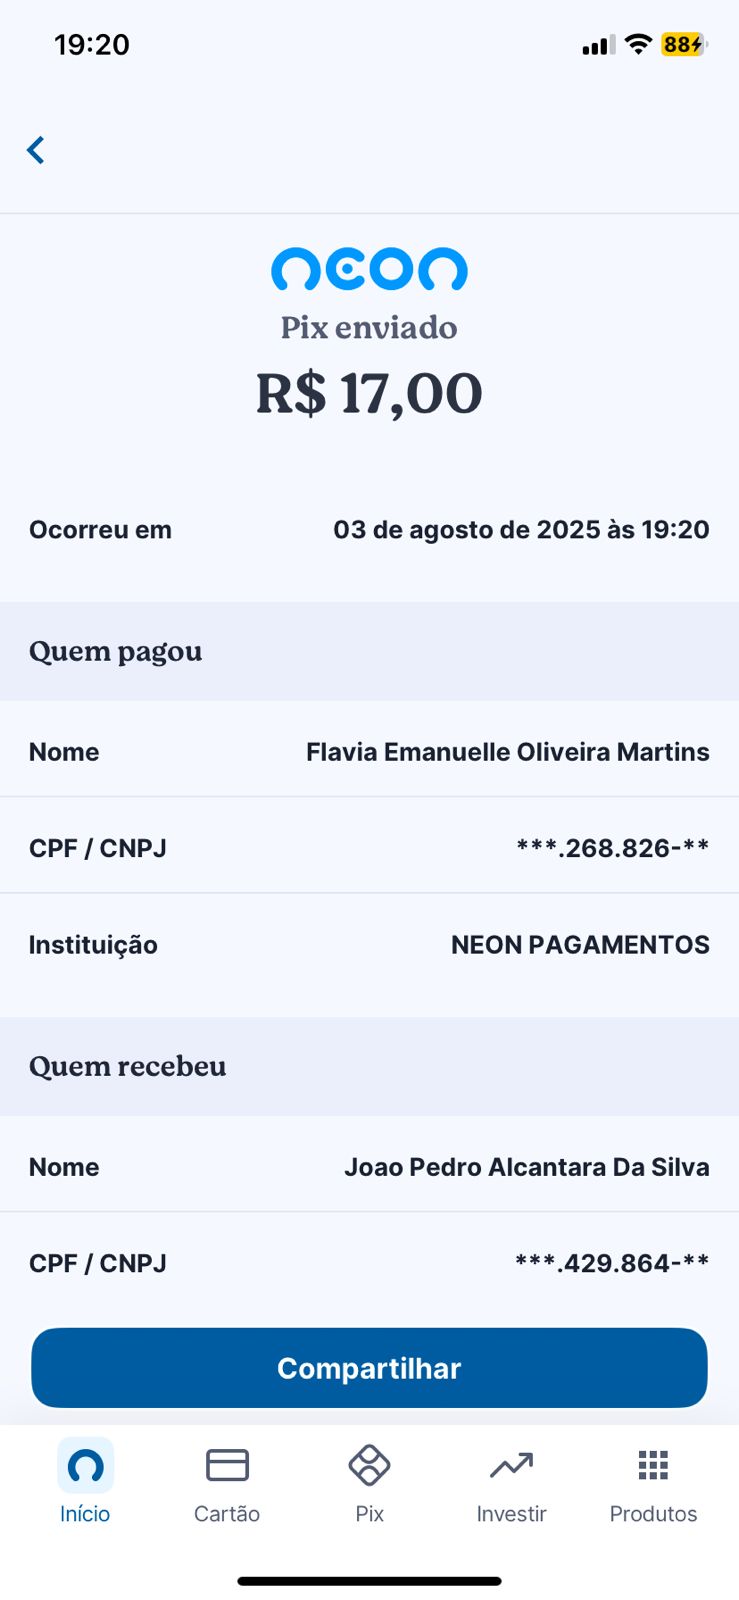 19:20
88
neon
Pix enviado
R$ 17,00
Ocorreu em 03 de agosto de 2025 às 19:20
Quem pagou
Nome Flavia Emanuelle Oliveira Martins
CPF / CNPJ ***.268.826-**
Instituição NEON PAGAMENTOS
Quem recebeu
Nome Joao Pedro Alcantara Da Silva
CPF / CNPJ ***.429.864-**
Compartilhar
Início Cartão Pix Investir Produtos